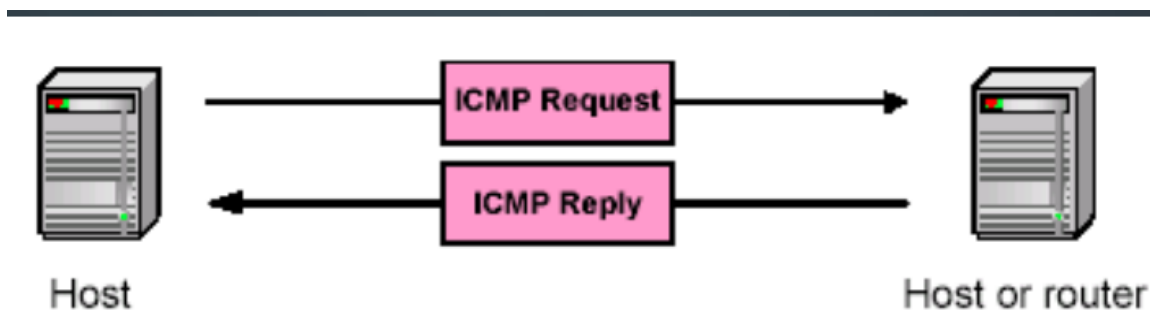 ICMP Request
ICMP Reply
Host
Host or router